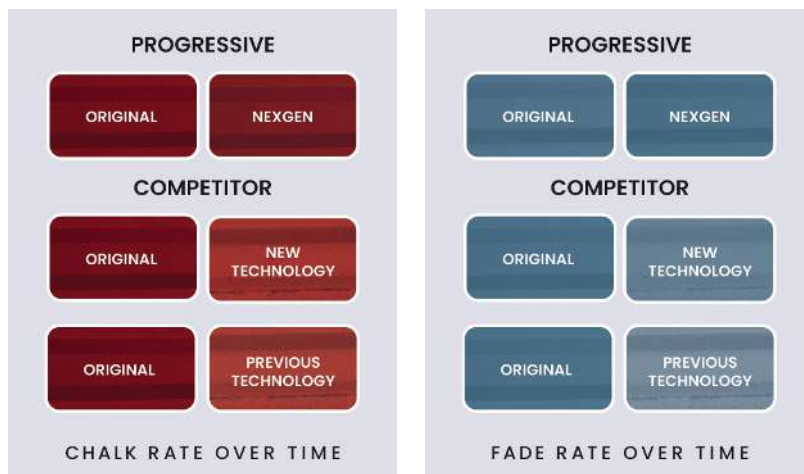 PROGRESSIVE
ORIGINAL
NEXGEN
COMPETITOR
ORIGINAL
NEW
TECHNOLOGY
ORIGINAL
PREVIOUS
TECHNOLOGY
CHALK RATE OVER TIME
PROGRESSIVE
ORIGINAL
NEXGEN
COMPETITOR
ORIGINAL
NEW
TECHNOLOGY
ORIGINAL
PREVIOUS
TECHNOLOGY
FADE RATE OVER TIME